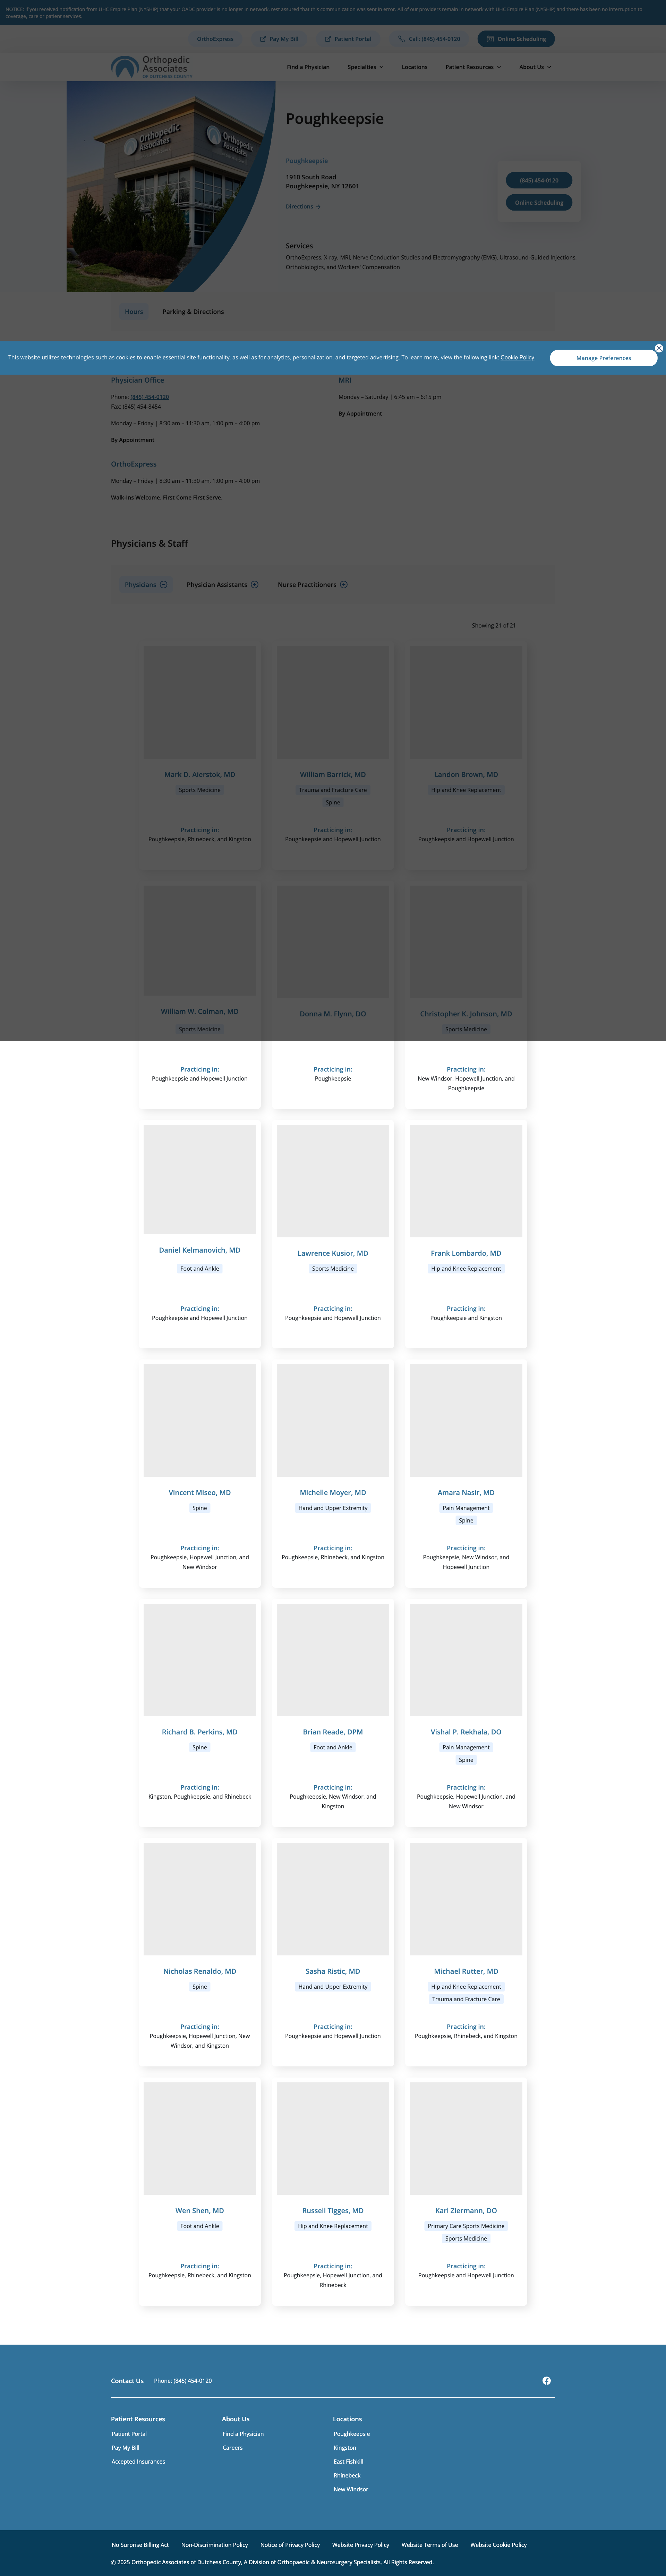 NOTICE: If you received notification from UHC Empire Plan (NYSHIP) that your OADC provider is no longer in network, rest assured that this communication was sent in error. All of our providers remain in network with UHC Empire Plan (NYSHIP) and there has been no interruption to
coverage, care, or patient services.
OrthoExpress
Pay My Bill
Patient Portal
Call: (845) 454-0120
Online Scheduling
Orthopedic
Associates
OF DUTCHESS COUNTY
Find a Physician
Specialties
Locations
Patient Resources
About Us
Orthopedic
Associates
Orthopedic
Associates
Poughkeepsie
Poughkeepsie
1910 South Road
Poughkeepsie, NY 12601
Directions →
(845) 454-0120
Online Scheduling
Services
OrthoExpress, X-ray, MRI, Nerve Conduction Studies and Electromyography (EMG), Ultrasound-Guided Injections,
Orthobiologics, and Workers' Compensation
Hours
Parking & Directions
This website utilizes technologies such as cookies to enable essential site functionality, as well as for analytics, personalization, and targeted advertising. To learn more, view the following link: Cookie Policy
Manage Preferences
Physician Office
Phone: (845) 454-0120
Fax: (845) 454-8454
Monday – Friday | 8:30 am – 11:30 am, 1:00 pm – 4:00 pm
By Appointment
MRI
Monday – Saturday | 6:45 am – 6:15 pm
By Appointment
OrthoExpress
Monday – Friday | 8:30 am – 11:30 am, 1:00 pm – 4:00 pm
Walk-Ins Welcome. First Come First Serve.
Physicians & Staff
Physicians
Physician Assistants
Nurse Practitioners
Showing 21 of 21
Mark D. Aierstok, MD
Sports Medicine
Practicing in:
Poughkeepsie, Rhinebeck, and Kingston
William Barrick, MD
Trauma and Fracture Care
Spine
Practicing in:
Poughkeepsie and Hopewell Junction
Landon Brown, MD
Hip and Knee Replacement
Practicing in:
Poughkeepsie and Hopewell Junction
William W. Colman, MD
Sports Medicine
Practicing in:
Poughkeepsie and Hopewell Junction
Donna M. Flynn, DO
Practicing in:
Poughkeepsie
Christopher K. Johnson, MD
Sports Medicine
Practicing in:
New Windsor, Hopewell Junction, and
Poughkeepsie
Daniel Kelmanovich, MD
Foot and Ankle
Practicing in:
Poughkeepsie and Hopewell Junction
Lawrence Kusior, MD
Sports Medicine
Practicing in:
Poughkeepsie and Hopewell Junction
Frank Lombardo, MD
Hip and Knee Replacement
Practicing in:
Poughkeepsie and Kingston
Vincent Miseo, MD
Spine
Practicing in:
Poughkeepsie, Hopewell Junction, and
New Windsor
Michelle Moyer, MD
Hand and Upper Extremity
Practicing in:
Poughkeepsie, Rhinebeck, and Kingston
Amara Nasir, MD
Pain Management
Spine
Practicing in:
Poughkeepsie, New Windsor, and
Hopewell Junction
Richard B. Perkins, MD
Spine
Practicing in:
Kingston, Poughkeepsie, and Rhinebeck
Brian Reade, DPM
Foot and Ankle
Practicing in:
Poughkeepsie, New Windsor, and
Kingston
Vishal P. Rekhala, DO
Pain Management
Spine
Practicing in:
Poughkeepsie, Hopewell Junction, and
New Windsor
Nicholas Renaldo, MD
Spine
Practicing in:
Poughkeepsie, Hopewell Junction, New
Windsor, and Kingston
Sasha Ristic, MD
Hand and Upper Extremity
Practicing in:
Poughkeepsie and Hopewell Junction
Michael Rutter, MD
Hip and Knee Replacement
Trauma and Fracture Care
Practicing in:
Poughkeepsie, Rhinebeck, and Kingston
Wen Shen, MD
Foot and Ankle
Practicing in:
Poughkeepsie, Rhinebeck, and Kingston
Russell Tigges, MD
Hip and Knee Replacement
Practicing in:
Poughkeepsie, Hopewell Junction, and
Rhinebeck
Karl Ziermann, DO
Primary Care Sports Medicine
Sports Medicine
Practicing in:
Poughkeepsie and Hopewell Junction
Contact Us
Phone: (845) 454-0120
Patient Resources
Patient Portal
Pay My Bill
Accepted Insurances
About Us
Find a Physician
Careers
Locations
Poughkeepsie
Kingston
East Fishkill
Rhinebeck
New Windsor
No Surprise Billing Act
Non-Discrimination Policy
Notice of Privacy Policy
Website Privacy Policy
Website Terms of Use
Website Cookie Policy
© 2025 Orthopedic Associates of Dutchess County, A Division of Orthopaedic & Neurosurgery Specialists. All Rights Reserved.